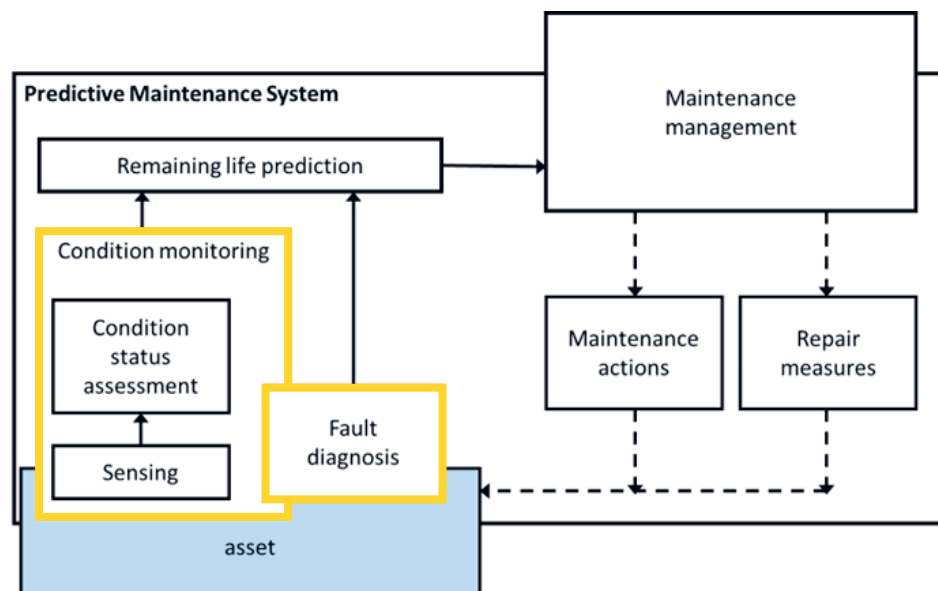 Predictive Maintenance System
Maintenance
management
Remaining life prediction
Condition monitoring
Condition
status
assessment
Sensing
Fault
diagnosis
Maintenance
actions
Repair
measures
asset